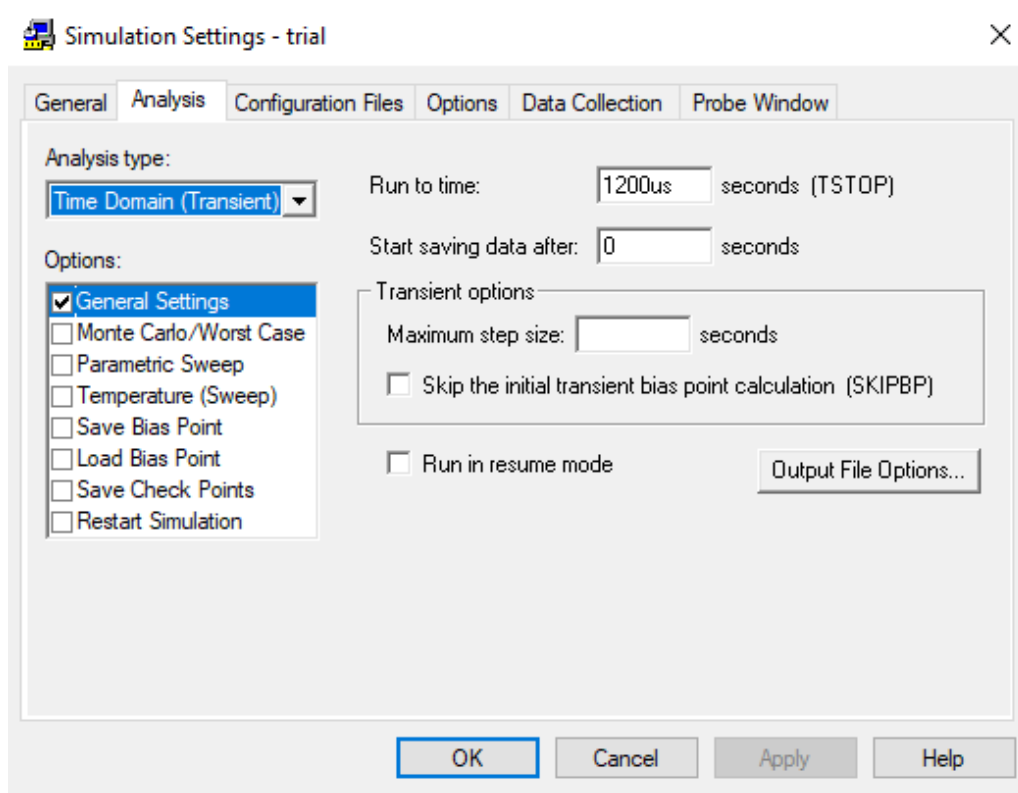 Simulation Settings - trial
General Analysis Configuration Files Options Data Collection Probe Window
Analysis type:
Time Domain (Transient)
Options:
General Settings
Monte Carlo/Worst Case
Parametric Sweep
Temperature (Sweep)
Save Bias Point
Load Bias Point
Save Check Points
Restart Simulation
Run to time: 1200us seconds (TSTOP)
Start saving data after: 0 seconds
Transient options
Maximum step size: seconds
Skip the initial transient bias point calculation (SKIPBP)
Run in resume mode
Output File Options...
OK Cancel Apply Help